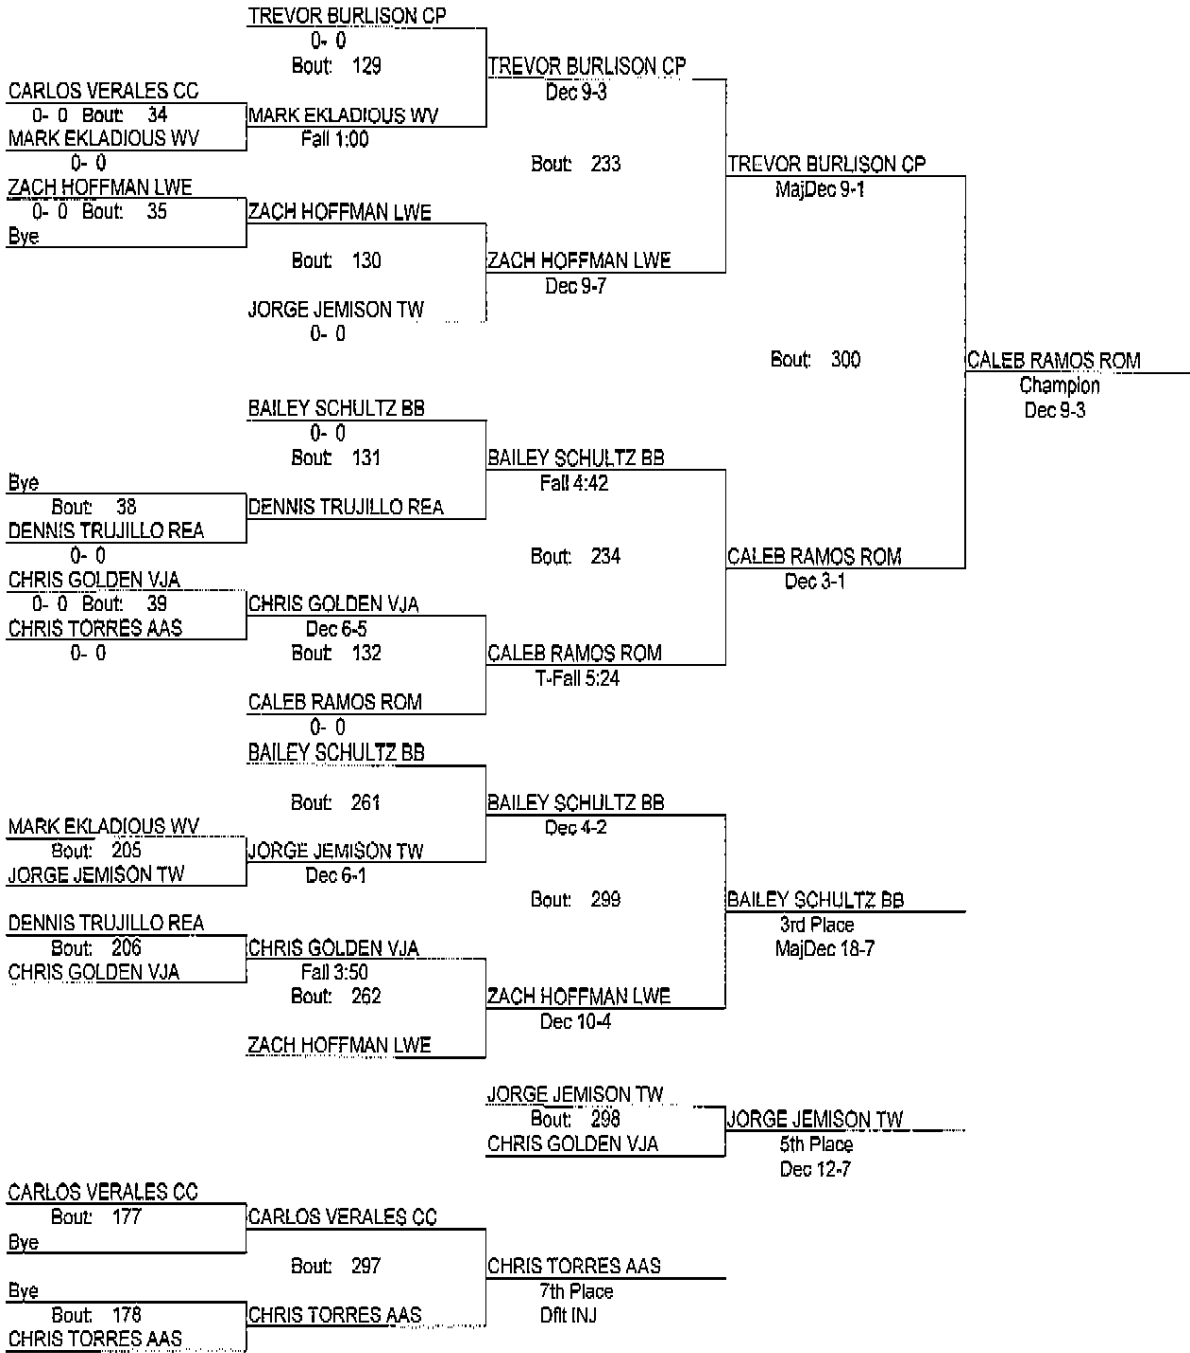 TREVOR BURLISON CP
0- 0
Bout: 129
TREVOR BURLISON CP
Dec 9-3
CARLOS VERALES CC
0- 0 Bout: 34
MARK EKLADIOUS WV
Fall 1:00
MARK EKLADIOUS WV
0- 0
Bout: 233
TREVOR BURLISON CP
MajDec 9-1
ZACH HOFFMAN LWE
0- 0 Bout: 35
ZACH HOFFMAN LWE
Bye
Bout: 130
ZACH HOFFMAN LWE
Dec 9-7
JORGE JEMISON TW
0- 0
Bout: 300
CALEB RAMOS ROM
Champion
Dec 9-3
BAILEY SCHULTZ BB
0- 0
Bout: 131
BAILEY SCHULTZ BB
Fall 4:42
Bye
Bout: 38
DENNIS TRUJILLO REA
DENNIS TRUJILLO REA
0- 0
Bout: 234
CALEB RAMOS ROM
Dec 3-1
CHRIS GOLDEN VJA
0- 0 Bout: 39
CHRIS GOLDEN VJA
Dec 6-5
CHRIS TORRES AAS
0- 0
Bout: 132
CALEB RAMOS ROM
T-Fall 5:24
CALEB RAMOS ROM
0- 0
BAILEY SCHULTZ BB
Bout: 261
BAILEY SCHULTZ BB
Dec 4-2
MARK EKLADIOUS WV
Bout: 205
JORGE JEMISON TW
Dec 6-1
JORGE JEMISON TW
Bout: 299
BAILEY SCHULTZ BB
3rd Place
MajDec 18-7
DENNIS TRUJILLO REA
Bout: 206
CHRIS GOLDEN VJA
Fall 3:50
CHRIS GOLDEN VJA
Bout: 262
ZACH HOFFMAN LWE
Dec 10-4
ZACH HOFFMAN LWE
JORGE JEMISON TW
Bout: 298
JORGE JEMISON TW
5th Place
Dec 12-7
CHRIS GOLDEN VJA
CARLOS VERALES CC
Bout: 177
CARLOS VERALES CC
Bye
Bout: 297
CHRIS TORRES AAS
7th Place
Dflt INJ
Bye
Bout: 178
CHRIS TORRES AAS
CHRIS TORRES AAS